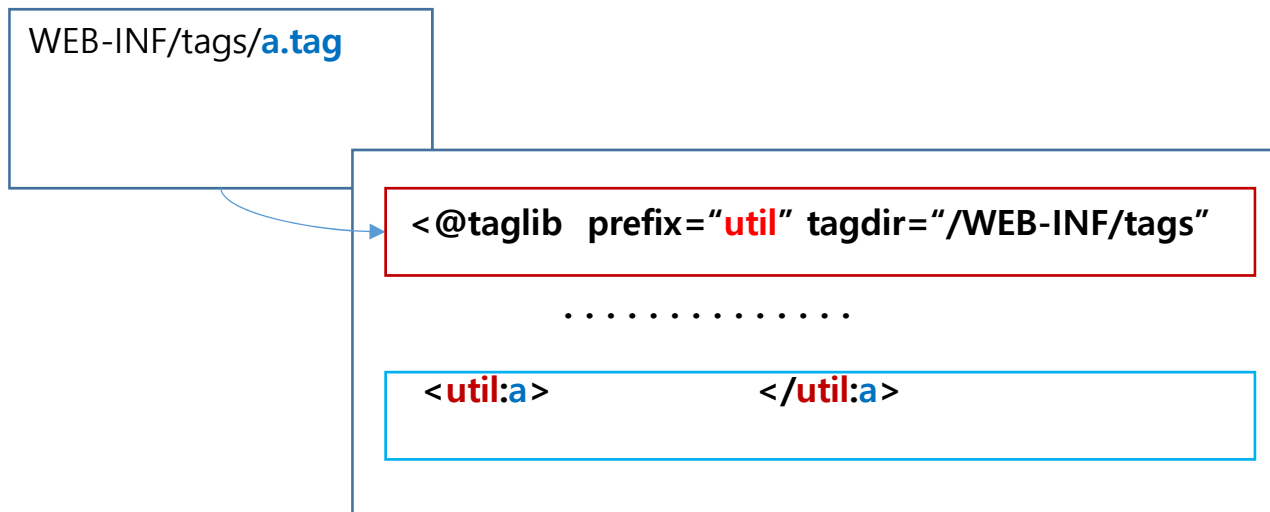 WEB-INF/tags/a.tag
<@taglib prefix=“util” tagdir=“/WEB-INF/tags”
. . . . . . . . . . . . . .
<util:a> </util:a>